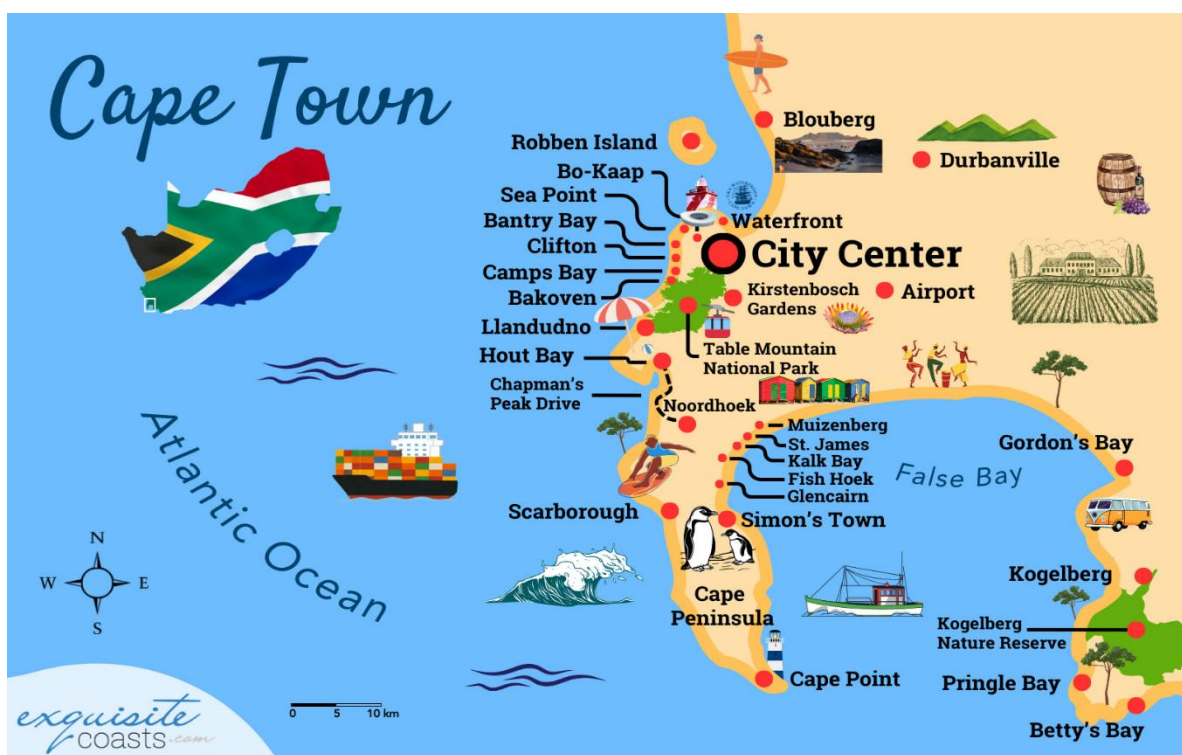 Cape Town
Robben Island
Bo-Kaap
Sea Point
Bantry Bay
Clifton
Camps Bay
Bakoven
Llandudno
Hout Bay
Chapman's
Peak Drive
Noordhoek
Blouberg
Durbanville
Waterfront
City Center
Kirstenbosch
Gardens
Airport
Table Mountain
National Park
Muizenberg
St. James
Kalk Bay
Fish Hoek
Glencairn
False Bay
Gordon's Bay
Scarborough
Simon's Town
Cape
Peninsula
Cape Point
Kogelberg
Kogelberg
Nature Reserve
Pringle Bay
Betty's Bay
Atlantic Ocean
N
W E
S
0 5 10 km
exquisite
coasts.com